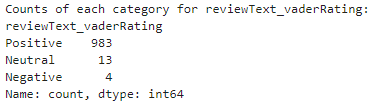 Counts of each category for reviewText_vaderRating:
reviewText_vaderRating
Positive    983
Neutral      13
Negative      4
Name: count, dtype: int64